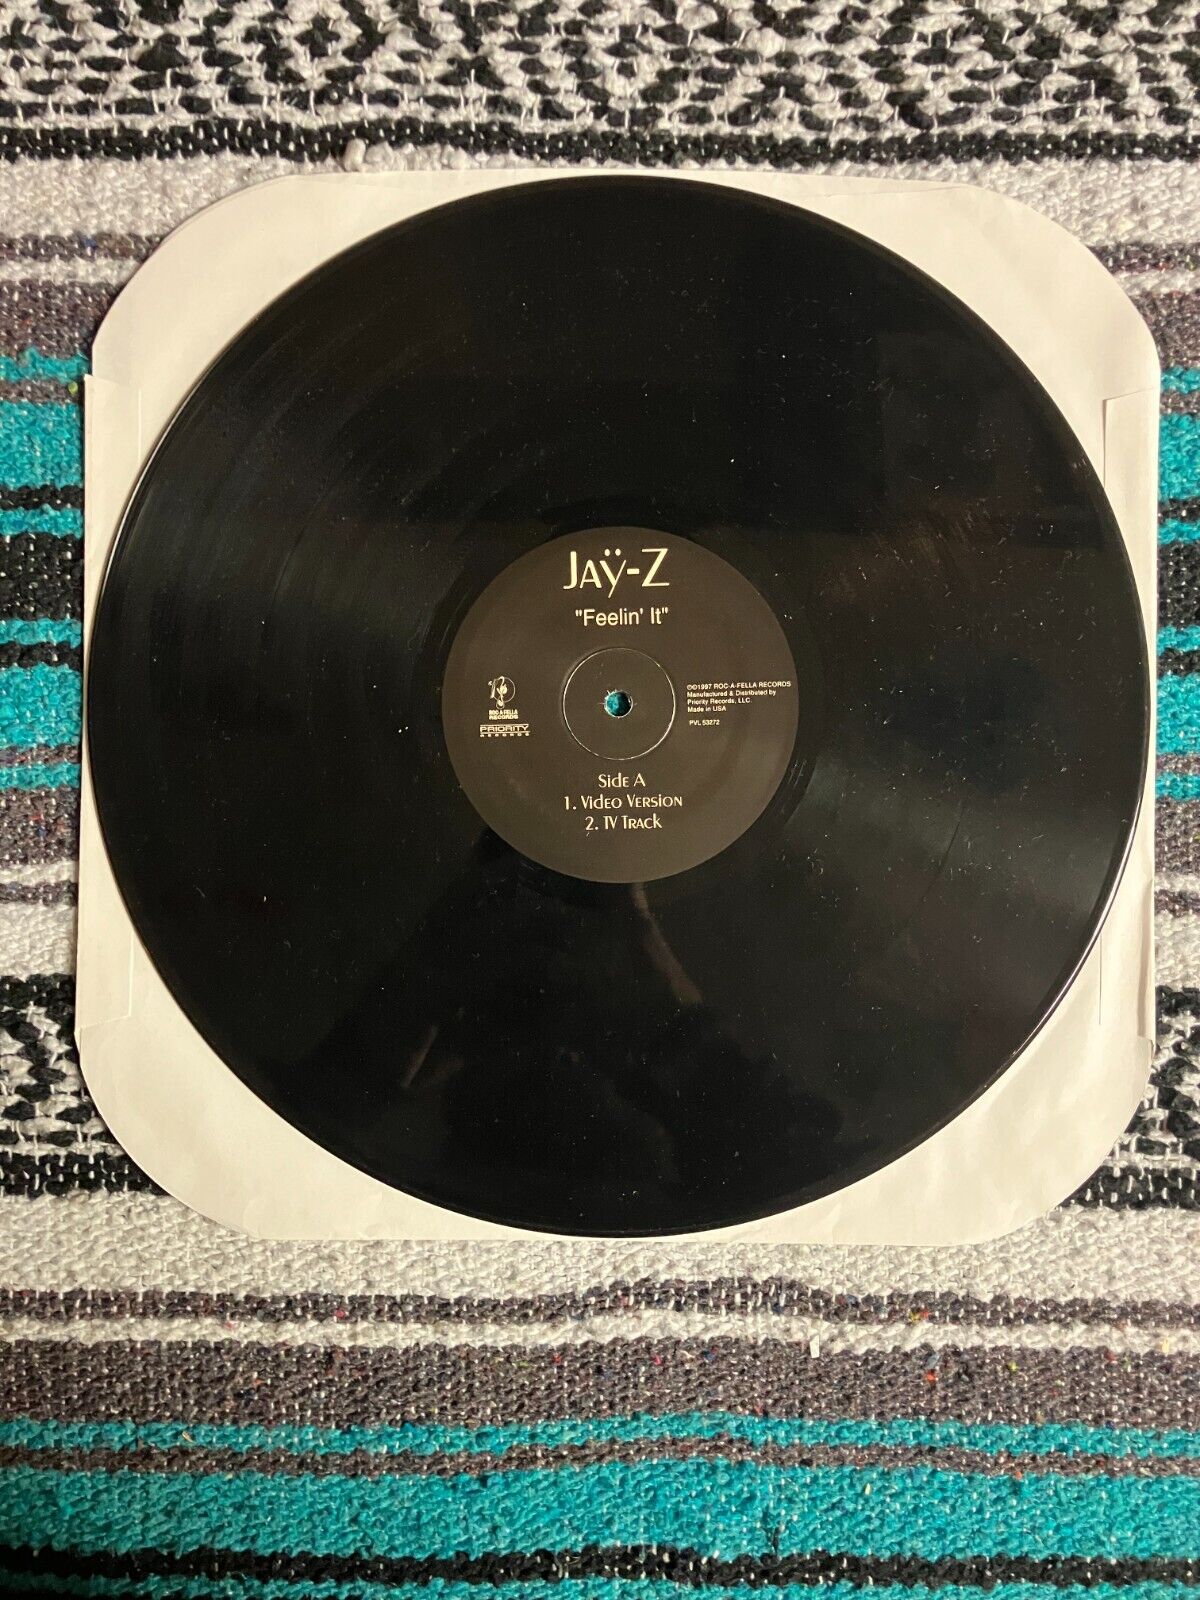 Jaÿ-Z
"Feelin' It"
ROC-A-FELLA
RECORDS
PRIORITY
RECORDS
℗©1997 ROC-A-FELLA RECORDS
Manufactured & Distributed by
Priority Records, LLC.
Made in USA
PVL 53272
Side A
1. Video Version
2. TV Track